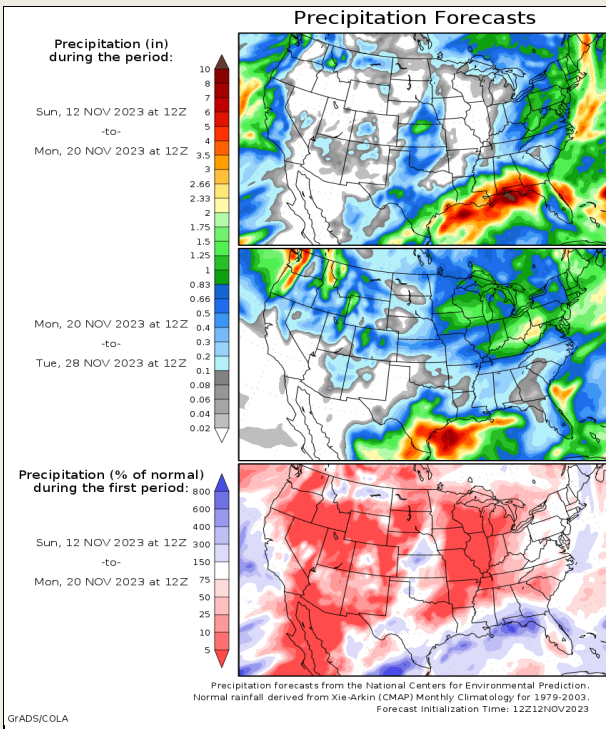 Precipitation Forecasts
Precipitation (in)
during the period:
Sun, 12 NOV 2023 at 12Z
-to-
Mon, 20 NOV 2023 at 12Z
10
8
7
6
5
4
3.5
3
2.66
2.33
2
1.75
1.5
1.25
1
0.83
0.66
0.5
0.4
0.3
0.2
0.1
0.08
0.06
0.04
0.02
Mon, 20 NOV 2023 at 12Z
-to-
Tue, 28 NOV 2023 at 12Z
Precipitation (% of normal)
during the first period:
Sun, 12 NOV 2023 at 12Z
-to-
Mon, 20 NOV 2023 at 12Z
800
600
400
300
150
75
50
25
10
5
Precipitation forecasts from the National Centers for Environmental Prediction.
Normal rainfall derived from Xie-Arkin (CMAP) Monthly Climatology for 1979-2003.
Forecast Initialization Time: 12Z12NOV2023
GrADS/COLA